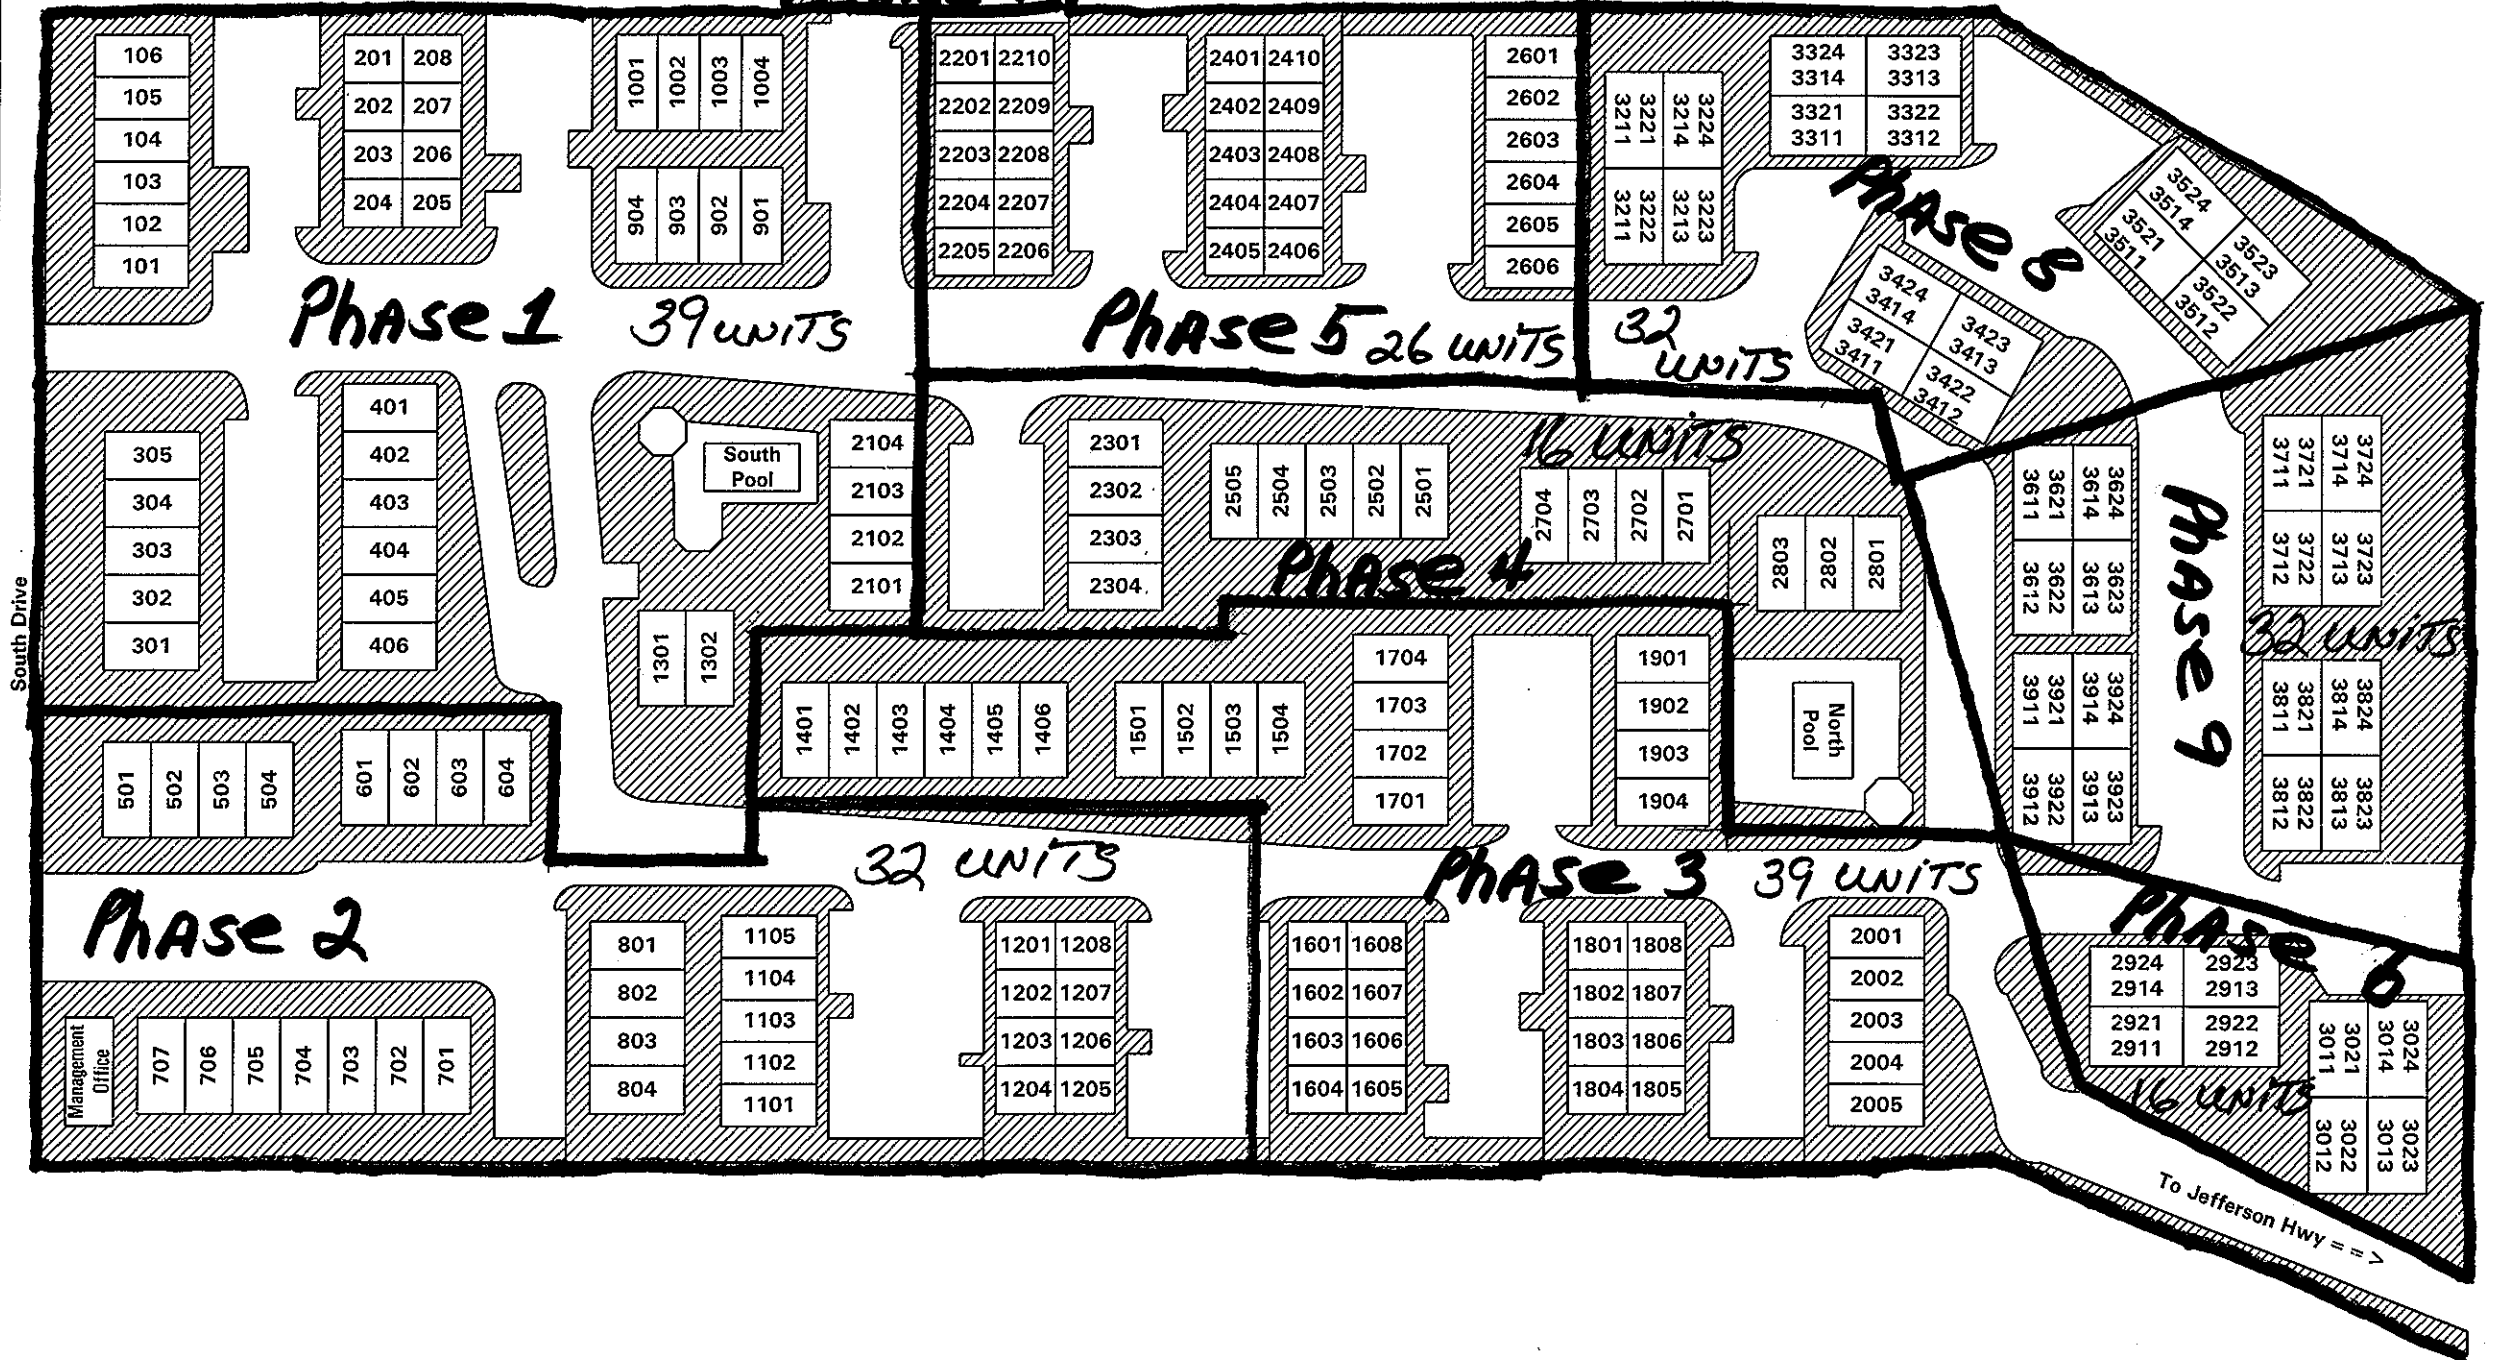 106
105
104
103
102
101
201 208
202 207
203 206
204 205
1001 1002 1003 1004
904 903 902 901
2201 2210
2202 2209
2203 2208
2204 2207
2205 2206
2401 2410
2402 2409
2403 2408
2404 2407
2405 2406
2601
2602
2603
2604
2605
2606
3211 3221 3214 3224
3211 3222 3213 3223
3324 3323
3314 3313
3321 3322
3311 3312
Phase 8
3524
3514
3521
3511
3523
3513
3522
3512
3424
3414
3421
3411
3423
3413
3422
3412
Phase 1 39 UNITS
Phase 5 26 UNITS
32
UNITS
305
304
303
302
301
401
402
403
404
405
406
South
Pool
2104
2103
2102
2101
1301 1302
2301
2302
2303
2304
2505 2504 2503 2502 2501
16 UNITS
2704 2703 2702 2701
Phase 4
2803 2802 2801
3611 3621 3614 3624
3612 3622 3613 3623
Phase 9
3711 3721 3714 3724
3712 3722 3713 3723
32 UNITS
South Drive
1401 1402 1403 1404 1405 1406
1501 1502 1503 1504
1704
1703
1702
1701
1901
1902
1903
1904
North
Pool
3911 3921 3914 3924
3912 3922 3913 3923
3811 3821 3814 3824
3812 3822 3813 3823
501 502 503 504
601 602 603 604
Phase 2
32 UNITS
Phase 3 39 UNITS
Phase 6
Management
Office
707 706 705 704 703 702 701
801
802
803
804
1105
1104
1103
1102
1101
1201 1208
1202 1207
1203 1206
1204 1205
1601 1608
1602 1607
1603 1606
1604 1605
1801 1808
1802 1807
1803 1806
1804 1805
2001
2002
2003
2004
2005
2924 2923
2914 2913
2921 2922
2911 2912
16 UNITS
3011 3021 3014 3024
3012 3022 3013 3023
To Jefferson Hwy ==>